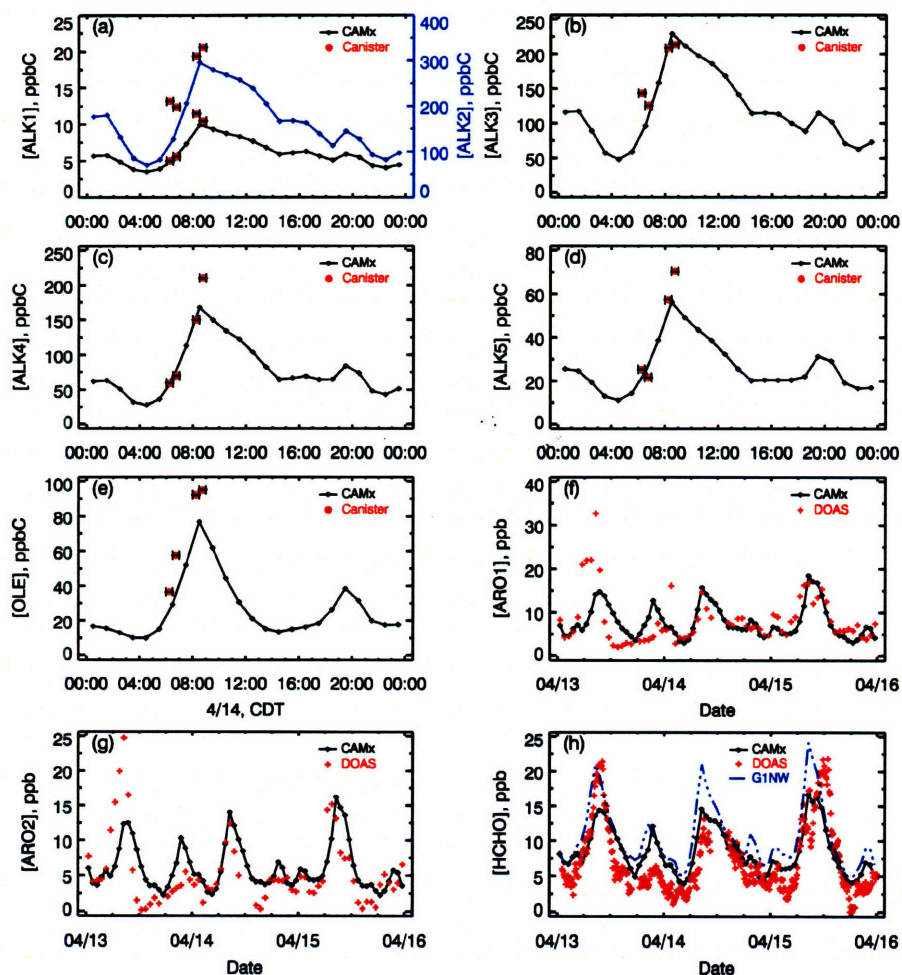 (a)
CAMx
Canister
[ALK1], ppbC
25
20
15
10
5
0
[ALK2], ppbC
400
300
200
100
0
00:00 04:00 08:00 12:00 16:00 20:00 00:00
(b)
CAMx
Canister
[ALK3], ppbC
250
200
150
100
50
0
00:00 04:00 08:00 12:00 16:00 20:00 00:00
(c)
CAMx
Canister
[ALK4], ppbC
250
200
150
100
50
0
00:00 04:00 08:00 12:00 16:00 20:00 00:00
(d)
CAMx
Canister
[ALK5], ppbC
80
60
40
20
0
00:00 04:00 08:00 12:00 16:00 20:00 00:00
(e)
CAMx
Canister
[OLE], ppbC
100
80
60
40
20
0
00:00 04:00 08:00 12:00 16:00 20:00 00:00
4/14, CDT
(f)
CAMx
DOAS
[ARO1], ppb
40
30
20
10
0
04/13 04/14 04/15 04/16
Date
(g)
CAMx
DOAS
[ARO2], ppb
25
20
15
10
5
0
04/13 04/14 04/15 04/16
Date
(h)
CAMx
DOAS
G1NW
[HCHO], ppb
25
20
15
10
5
0
04/13 04/14 04/15 04/16
Date